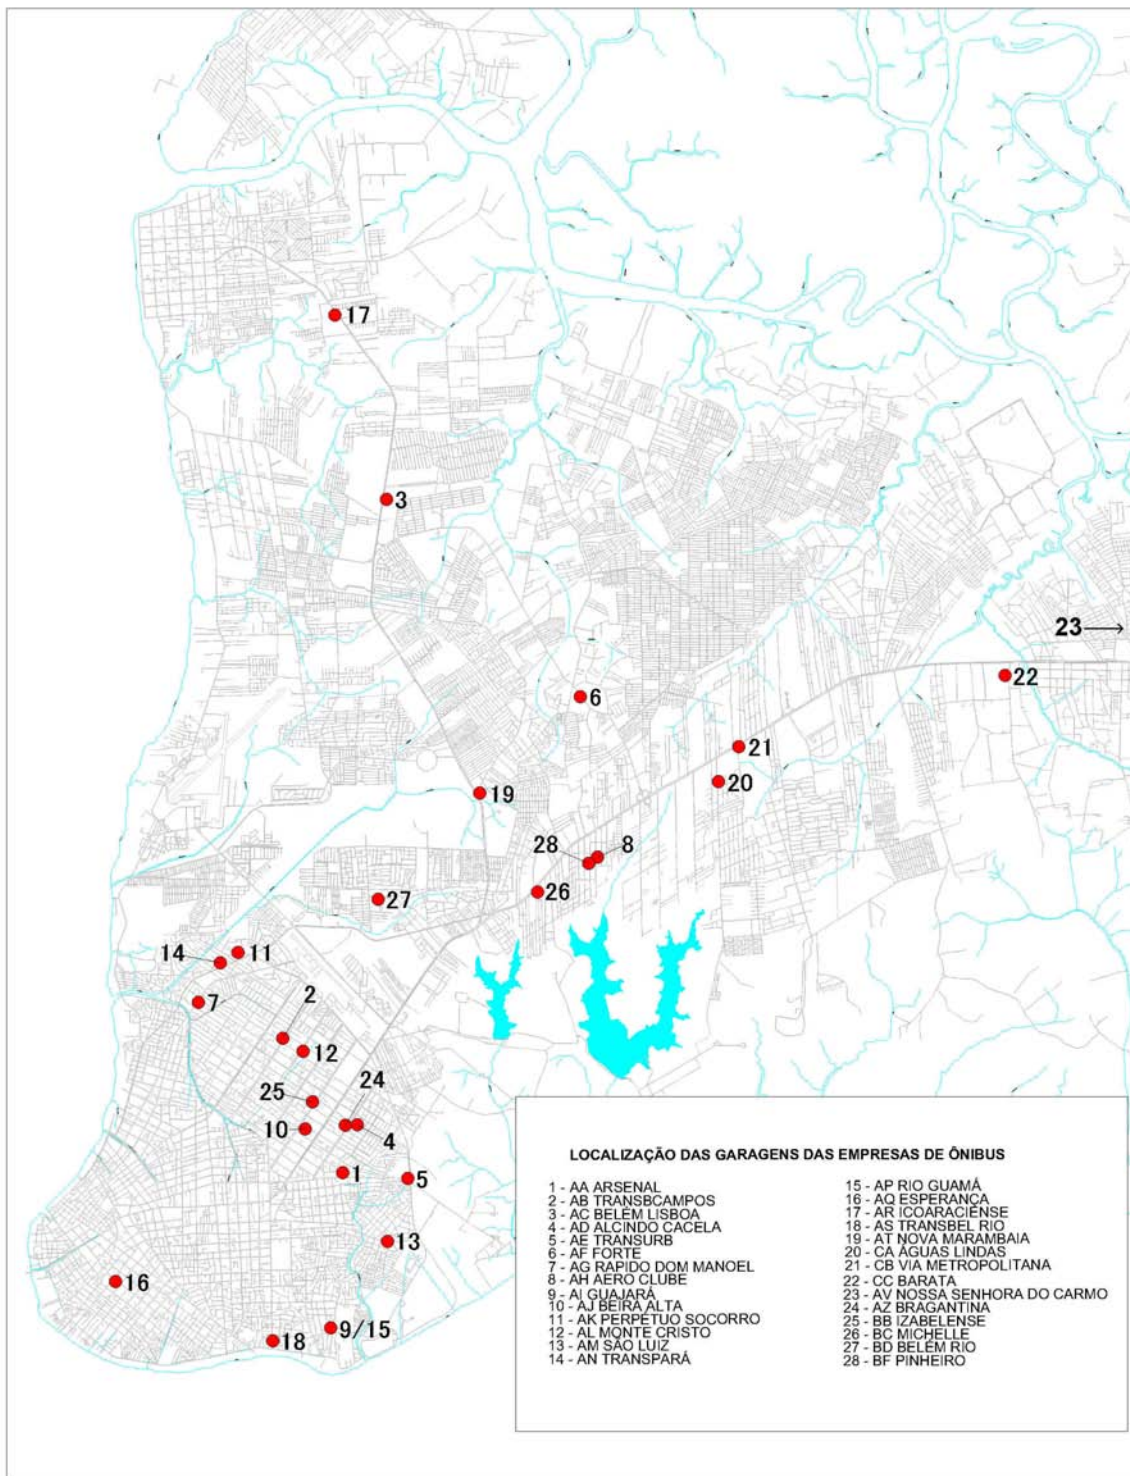 17
3
23
22
6
21
20
19
28
8
26
27
14
11
7
2
12
25
24
10
4
1
5
13
16
9/15
18
LOCALIZAÇÃO DAS GARAGENS DAS EMPRESAS DE ÔNIBUS
1 - AA ARSENAL
2 - AB TRANSBCAMPOS
3 - AC BELÉM LISBOA
4 - AD ALCINDO CACELA
5 - AE TRANSURB
6 - AF FORTE
7 - AG RAPIDO DOM MANOEL
8 - AH AERO CLUBE
9 - AI GUAJARÁ
10 - AJ BEIRA ALTA
11 - AK PERPÉTUO SOCORRO
12 - AL MONTE CRISTO
13 - AM SÃO LUIZ
14 - AN TRANSPARÁ
15 - AP RIO GUAMÁ
16 - AQ ESPERANÇA
17 - AR ICOARACIENSE
18 - AS TRANSBEL RIO
19 - AT NOVA MARAMBAIA
20 - CA ÁGUAS LINDAS
21 - CB VIA METROPOLITANA
22 - CC BARATA
23 - AV NOSSA SENHORA DO CARMO
24 - AZ BRAGANTINA
25 - BB IZABELENSE
26 - BC MICHELLE
27 - BD BELÉM RIO
28 - BF PINHEIRO